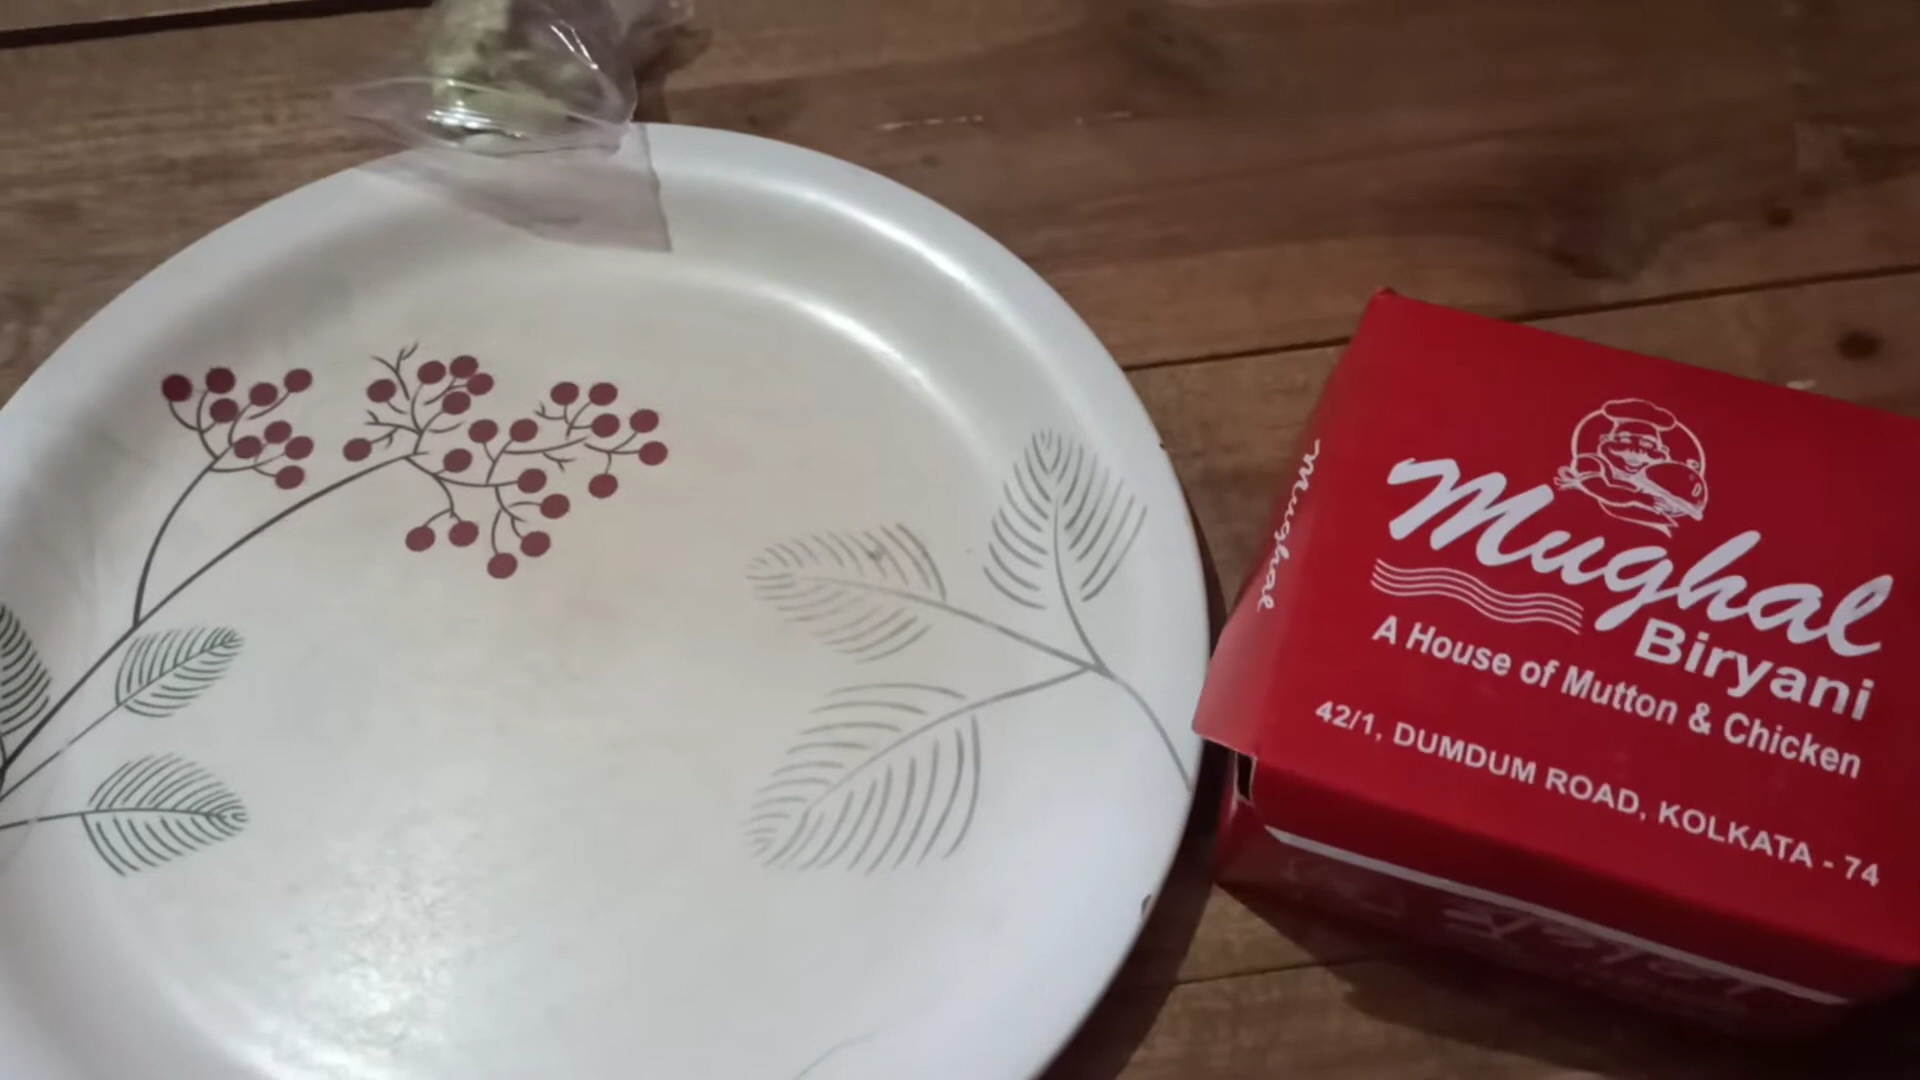 Mughal
Mughal
Biryani
A House of Mutton & Chicken
42/1, DUMDUM ROAD, KOLKATA - 74